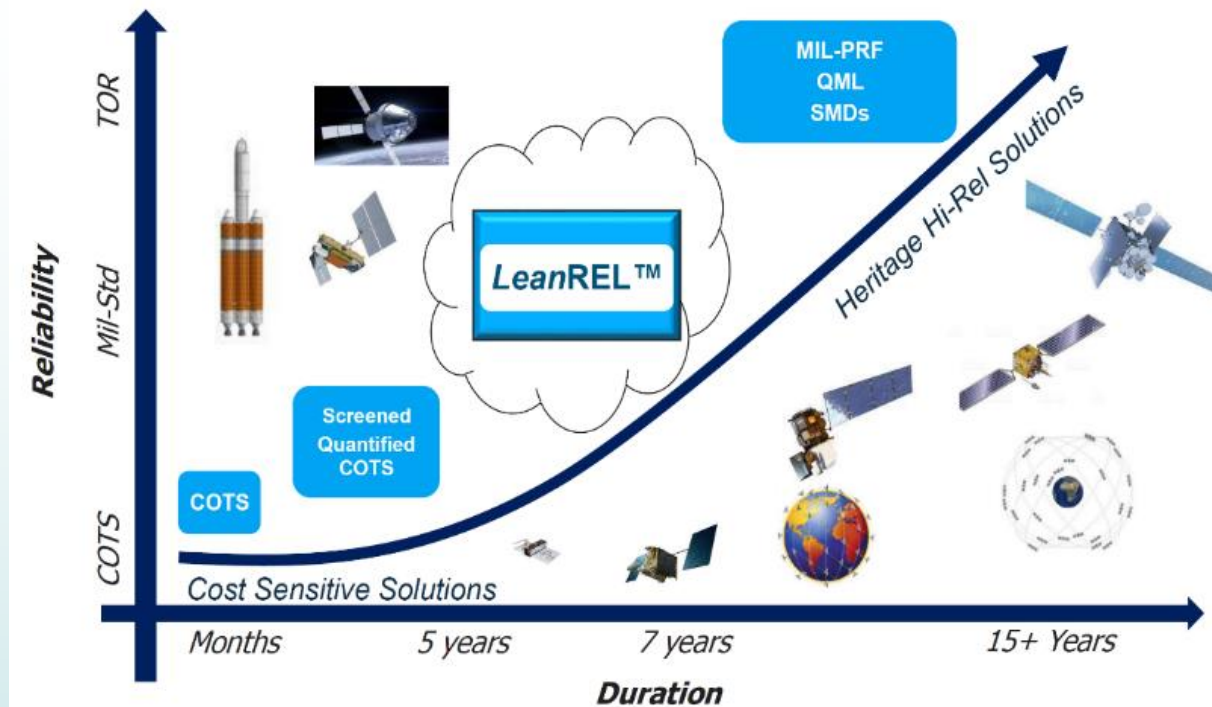 MIL-PRF
QML
SMDs
TOR
Mil-Std
COTS
Reliability
LeanREL™
Heritage Hi-Rel Solutions
Screened
Quantified
COTS
COTS
Cost Sensitive Solutions
Months
5 years
7 years
15+ Years
Duration